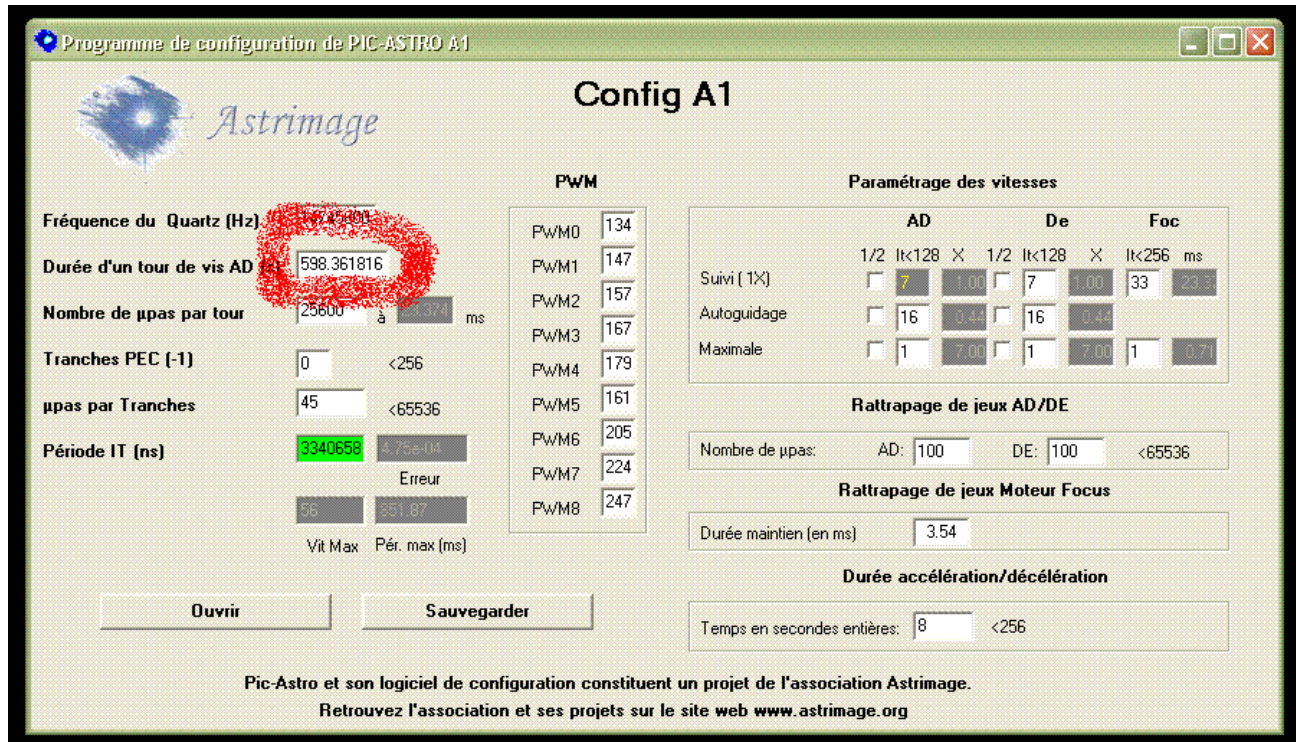 Programme de configuration de PIC-ASTRO A1
Astrimage
Config A1
PWM
Paramétrage des vitesses
Fréquence du Quartz (Hz)
Durée d'un tour de vis AD
598.361816
Nombre de µpas par tour
25600
à
23.374
ms
Tranches PEC (-1)
0
<256
µpas par Tranches
45
<65536
Période IT (ns)
3340658
4.75e-04
Erreur
56
851.87
Vit Max
Pér. max (ms)
PWM0 134
PWM1 147
PWM2 157
PWM3 167
PWM4 179
PWM5 161
PWM6 205
PWM7 224
PWM8 247
AD De Foc
1/2 It<128 X 1/2 It<128 X It<256 ms
Suivi ( 1X) 7 1.00 7 1.00 33
Autoguidage 16 0.44 16 0.44
Maximale 1 7.00 1 7.00 1 0.71
Rattrapage de jeux AD/DE
Nombre de µpas: AD: 100 DE: 100 <65536
Rattrapage de jeux Moteur Focus
Durée maintien (en ms) 3.54
Durée accélération/décélération
Temps en secondes entières: 8 <256
Ouvrir Sauvegarder
Pic-Astro et son logiciel de configuration constituent un projet de l'association Astrimage.
Retrouvez l'association et ses projets sur le site web www.astrimage.org